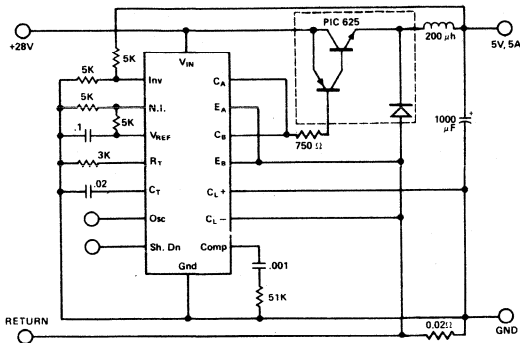 PIC 625
+28V
5K
200 μh
5V, 5A
VIN
5K
Inv
CA
5K
N.I.
EA
5K
.1
VREF
CB
1000
μF
+
750 Ω
3K
RT
EB
.02
CT
CL +
Osc
CL −
Sh. Dn
Comp
.001
Gnd
51K
RETURN
0.02Ω
GND